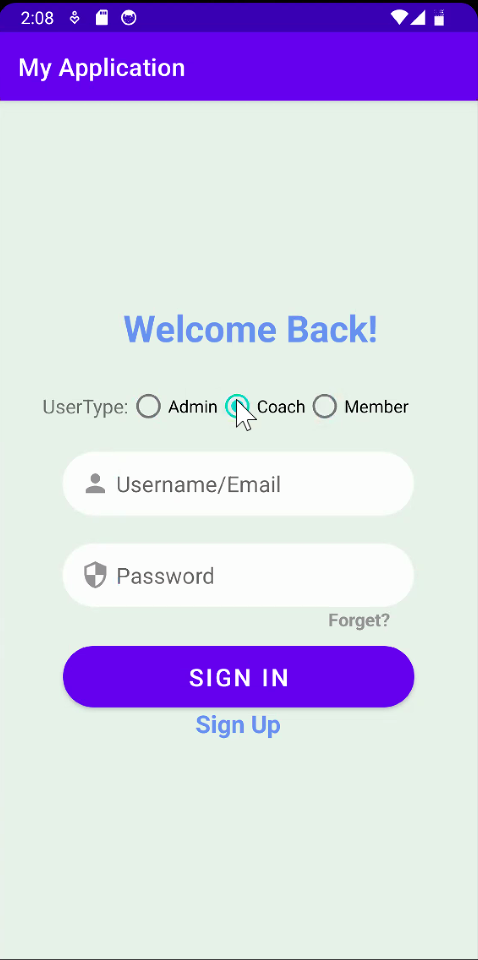 2:08
My Application
Welcome Back!
UserType: Admin Coach Member
Username/Email
Password
Forget?
SIGN IN
Sign Up